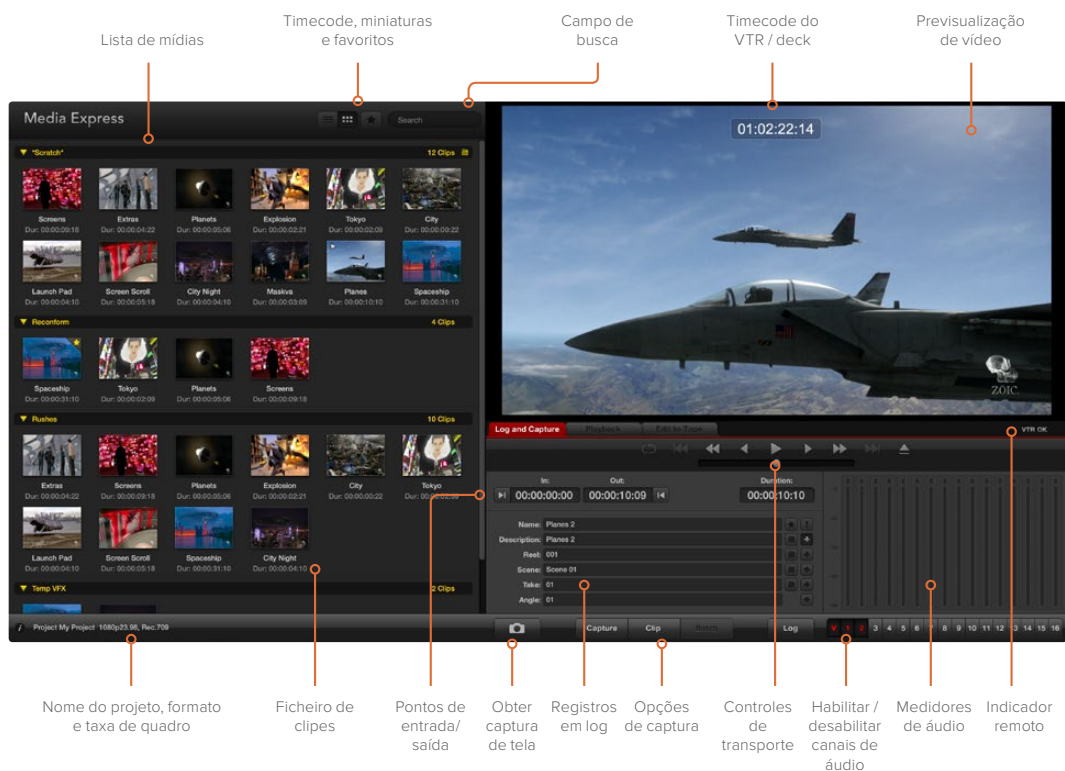 Timecode, miniaturas
e favoritos
Campo de
busca
Timecode do
VTR / deck
Previsualização
de vídeo
Lista de mídias
Media Express
Search
01:02:22:14
*Scratch*
12 Clips
Screens
Extras
Planets
Explosion
Tokyo
City
Dur: 00:00:09:18
Dur: 00:00:04:22
Dur: 00:00:05:06
Dur: 00:00:02:21
Dur: 00:00:02:09
Dur: 00:00:00:22
Launch Pad
Screen Scroll
City Night
Maskva
Planes
Spaceship
Dur: 00:00:04:10
Dur: 00:00:05:18
Dur: 00:00:04:10
Dur: 00:00:03:09
Dur: 00:00:10:10
Dur: 00:00:31:10
Reconform
4 Clips
Spaceship
Tokyo
Planets
Screens
Dur: 00:00:31:10
Dur: 00:00:02:09
Dur: 00:00:05:06
Dur: 00:00:09:18
Rushes
10 Clips
Extras
Screens
Planets
Explosion
City
Tokyo
Dur: 00:00:04:22
Dur: 00:00:09:18
Dur: 00:00:05:06
Dur: 00:00:02:21
Dur: 00:00:00:22
Launch Pad
Screen Scroll
Spaceship
City Night
Dur: 00:00:04:10
Dur: 00:00:05:18
Dur: 00:00:31:10
Dur: 00:00:04:10
Temp VFX
2 Clips
ZOIC.
Log and Capture
Playback
Edit to Tape
VTR OK
In:
Out:
Duration:
00:00:00:00
00:00:10:09
00:00:10:10
Name: Planes 2
Description: Planes 2
Reel: 001
Scene: Scene 01
Take: 01
Angle: 01
Project My Project 1080p23.98, Rec.709
Capture
Clip
Batch
Log
V 1 2 3 4 5 6 7 8 9 10 11 12 13 14 15 16
Nome do projeto, formato
e taxa de quadro
Ficheiro de
clipes
Pontos de
entrada/
saída
Obter
captura
de tela
Registros
em log
Opções
de captura
Controles
de
transporte
Habilitar /
desabilitar
canais de
áudio
Medidores
de áudio
Indicador
remoto